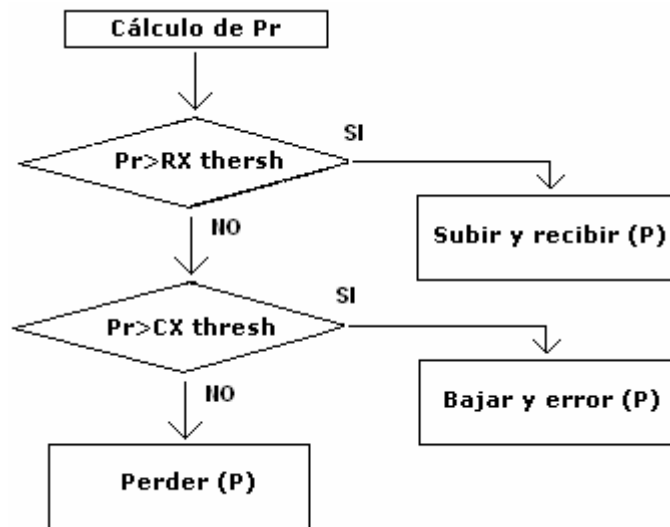 Cálculo de Pr
SI
Pr>RX thersh
Subir y recibir (P)
NO
SI
Pr>CX thresh
Bajar y error (P)
NO
Perder (P)